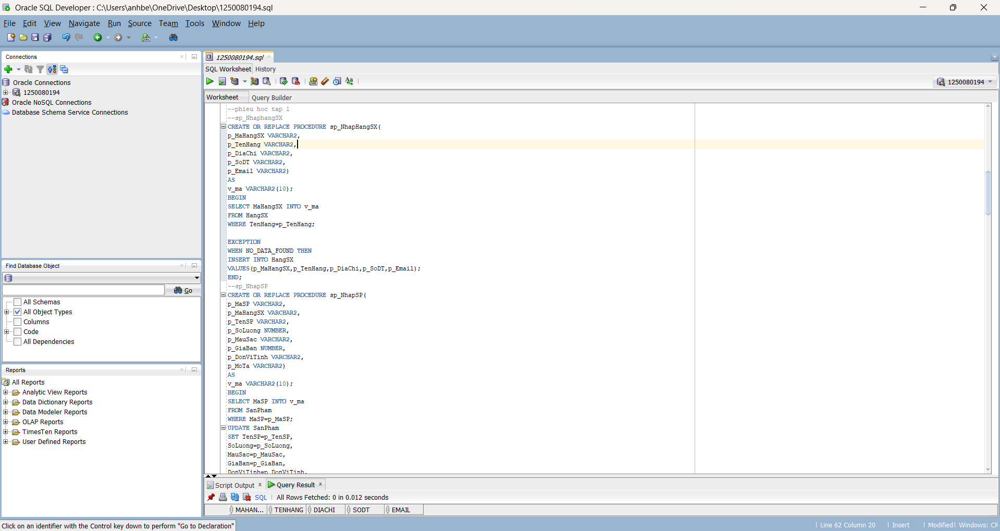 Oracle SQL Developer : C:\Users\anhbe\OneDrive\Desktop\1250080194.sql
File Edit View Navigate Run Source Team Tools Window Help
Connections
Oracle Connections
1250080194
Oracle NoSQL Connections
Database Schema Service Connections
Find Database Object
Go
All Schemas
All Object Types
Columns
Code
All Dependencies
Reports
All Reports
Analytic View Reports
Data Dictionary Reports
Data Modeler Reports
OLAP Reports
TimesTen Reports
User Defined Reports
1250080194.sql
SQL Worksheet History
1250080194
Worksheet Query Builder
--phieu hoc tap 1
--sp_NhaphangSX
CREATE OR REPLACE PROCEDURE sp_NhapHangSX(
p_MaHangSX VARCHAR2,
p_TenHang VARCHAR2,
p_DiaChi VARCHAR2,
p_SoDT VARCHAR2,
p_Email VARCHAR2)
AS
v_ma VARCHAR2(10);
BEGIN
SELECT MaHangSX INTO v_ma
FROM HangSX
WHERE TenHang=p_TenHang;
EXCEPTION
WHEN NO_DATA_FOUND THEN
INSERT INTO HangSX
VALUES(p_MaHangSX,p_TenHang,p_DiaChi,p_SoDT,p_Email);
END;
--sp_NhapSP
CREATE OR REPLACE PROCEDURE sp_NhapSP(
p_MaSP VARCHAR2,
p_MaHangSX VARCHAR2,
p_TenSP VARCHAR2,
p_SoLuong NUMBER,
p_MauSac VARCHAR2,
p_GiaBan NUMBER,
p_DonViTinh VARCHAR2,
p_MoTa VARCHAR2)
AS
v_ma VARCHAR2(10);
BEGIN
SELECT MaSP INTO v_ma
FROM SanPham
WHERE MaSP=p_MaSP;
UPDATE SanPham
SET TenSP=p_TenSP,
SoLuong=p_SoLuong,
MauSac=p_MauSac,
GiaBan=p_GiaBan,
DonViTinh=p_DonViTinh,
Script Output Query Result
SQL All Rows Fetched: 0 in 0.012 seconds
MAHAN... TENHANG DIACHI SODT EMAIL
Click on an identifier with the Control key down to perform "Go to Declaration"
Line 62 Column 20 Insert Modified Windows: CR